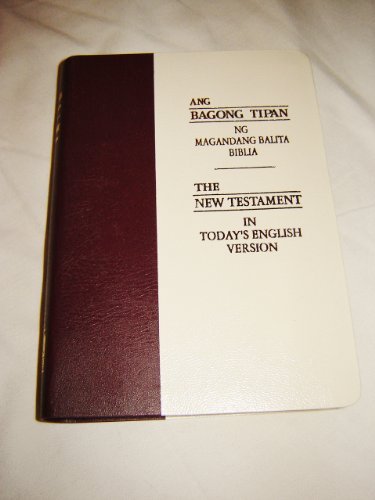 ANG
BAGONG TIPAN
NG
MAGANDANG BALITA
BIBLIA
THE
NEW TESTAMENT
IN
TODAY'S ENGLISH
VERSION